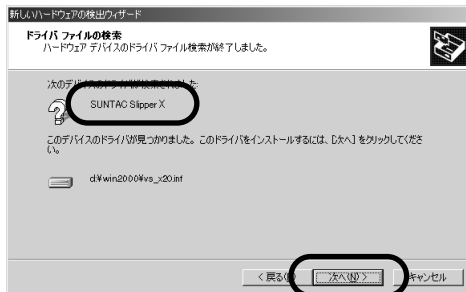 新しいハードウェアの検出ウィザード
ドライバ ファイルの検索
ハードウェア デバイスのドライバ ファイル検索が終了しました。
次のデバイスのドライバが検索されました:
SUNTAC Slipper X
このデバイスのドライバが見つかりました。このドライバをインストールするには、[次へ] をクリックしてくださ
い。
d:¥win2000¥vs_x20.inf
< 戻る(B) 次へ(N) > キャンセル